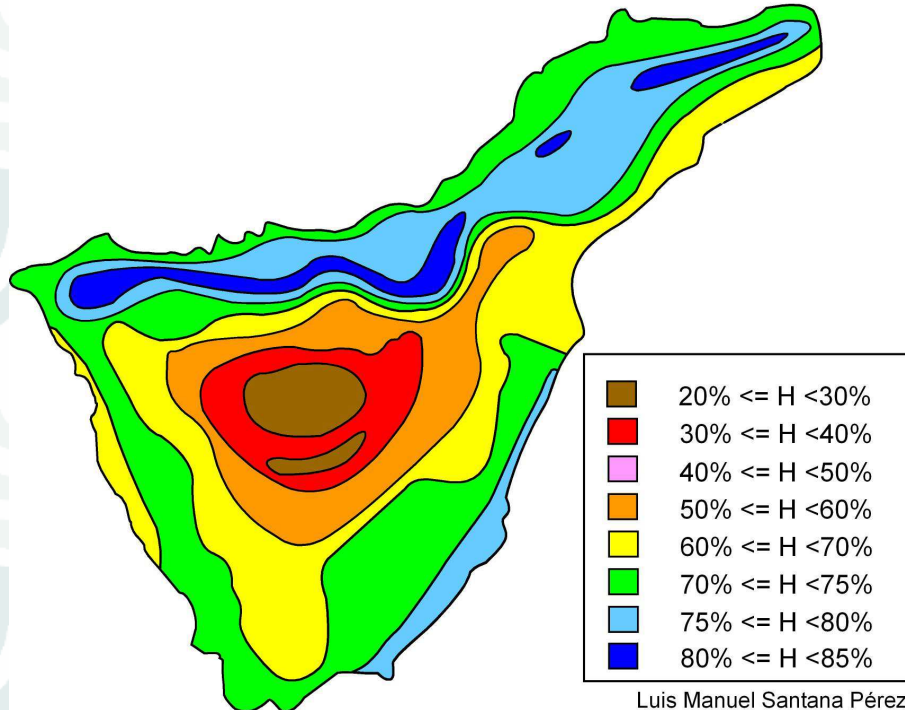 20% <= H <30%
30% <= H <40%
40% <= H <50%
50% <= H <60%
60% <= H <70%
70% <= H <75%
75% <= H <80%
80% <= H <85%
Luis Manuel Santana Pérez